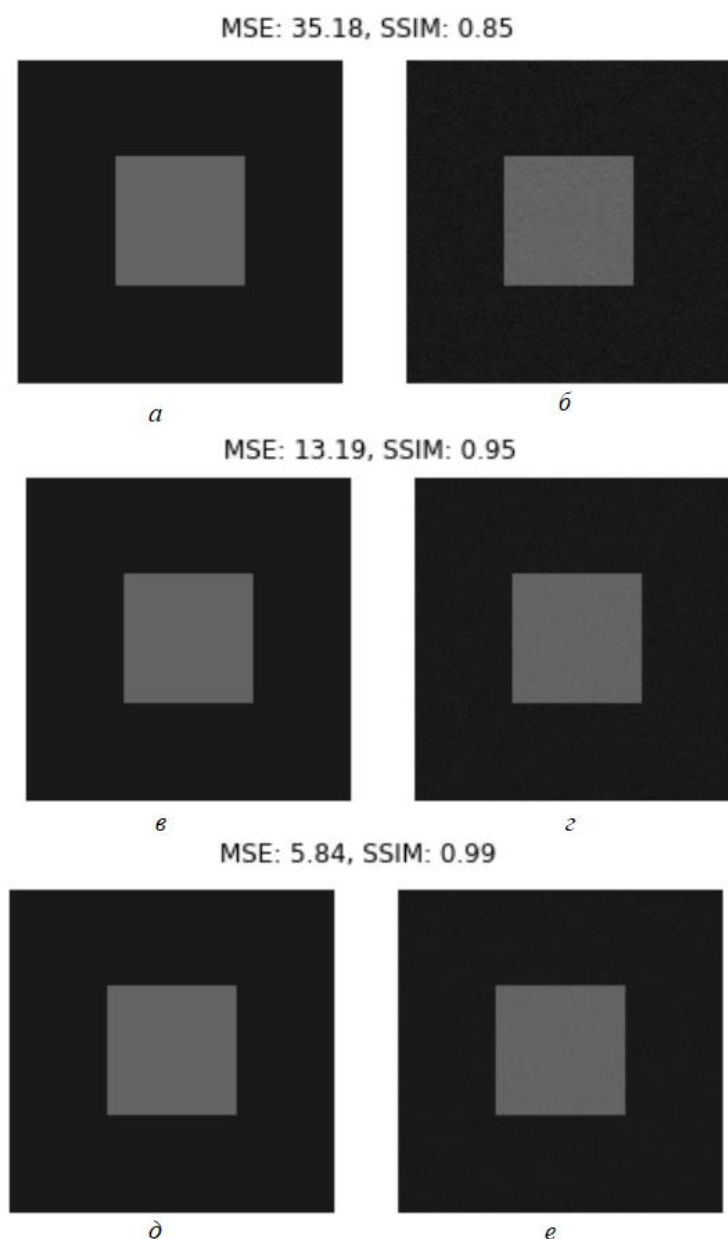 MSE: 35.18, SSIM: 0.85
а
б
MSE: 13.19, SSIM: 0.95
в
г
MSE: 5.84, SSIM: 0.99
д
е